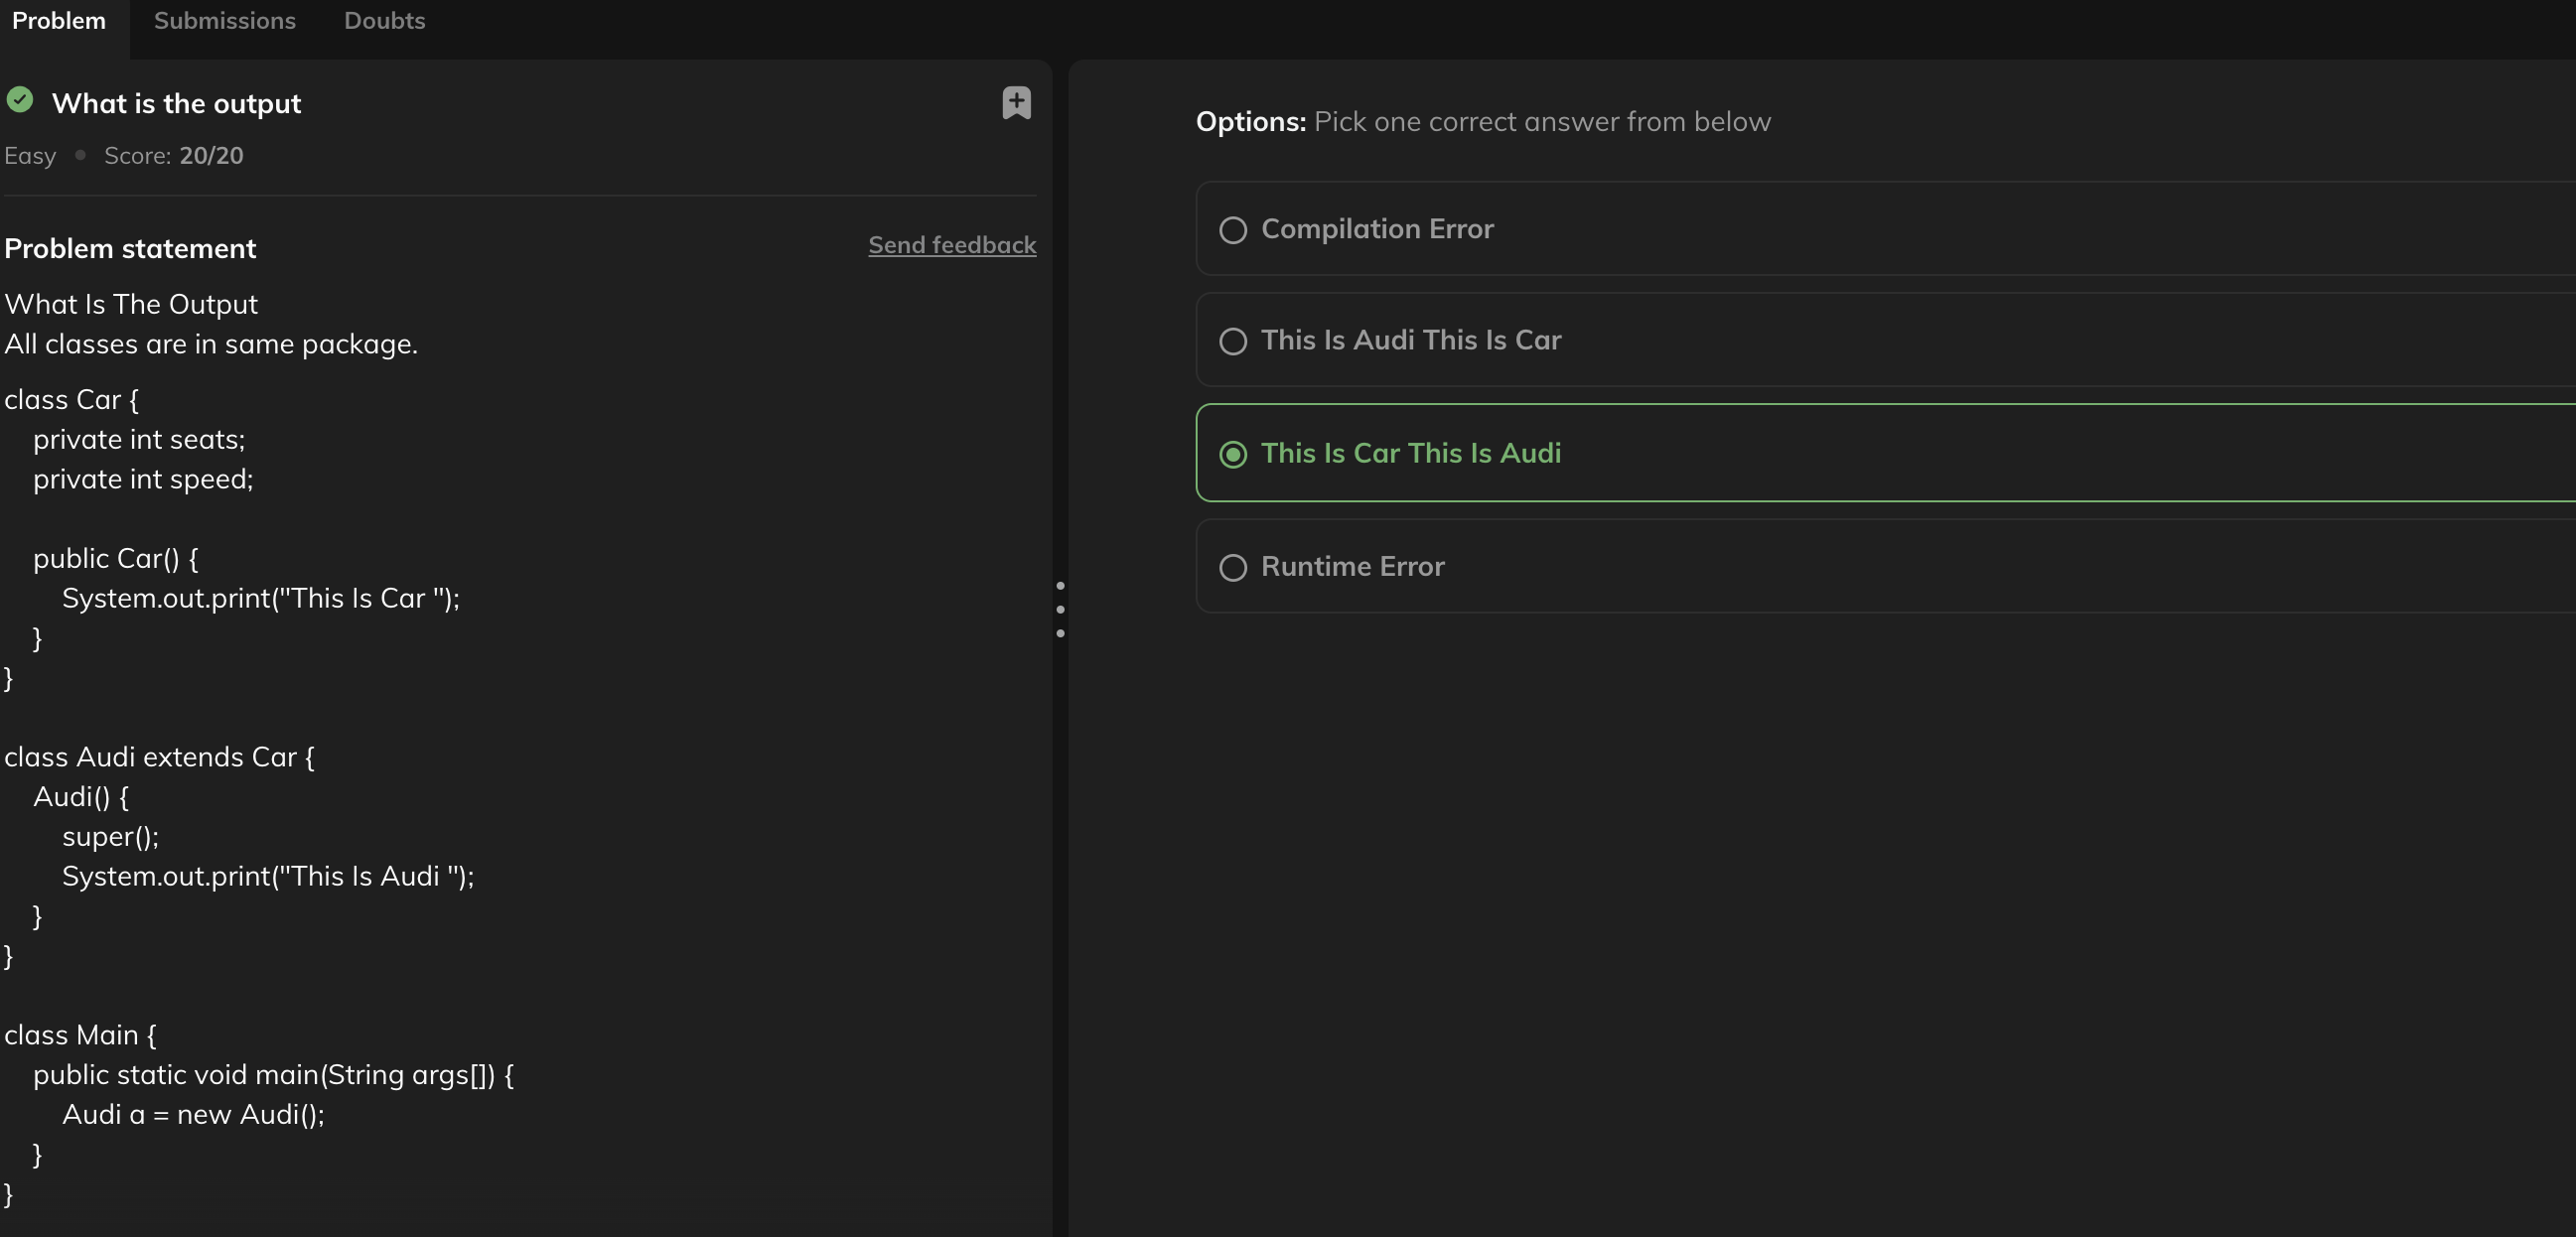 Problem Submissions Doubts
What is the output
Easy • Score: 20/20
Problem statement Send feedback
What Is The Output
All classes are in same package.
class Car {
    private int seats;
    private int speed;

    public Car() {
        System.out.print("This Is Car ");
    }
}

class Audi extends Car {
    Audi() {
        super();
        System.out.print("This Is Audi ");
    }
}

class Main {
    public static void main(String args[]) {
        Audi a = new Audi();
    }
}
Options: Pick one correct answer from below
Compilation Error
This Is Audi This Is Car
This Is Car This Is Audi
Runtime Error